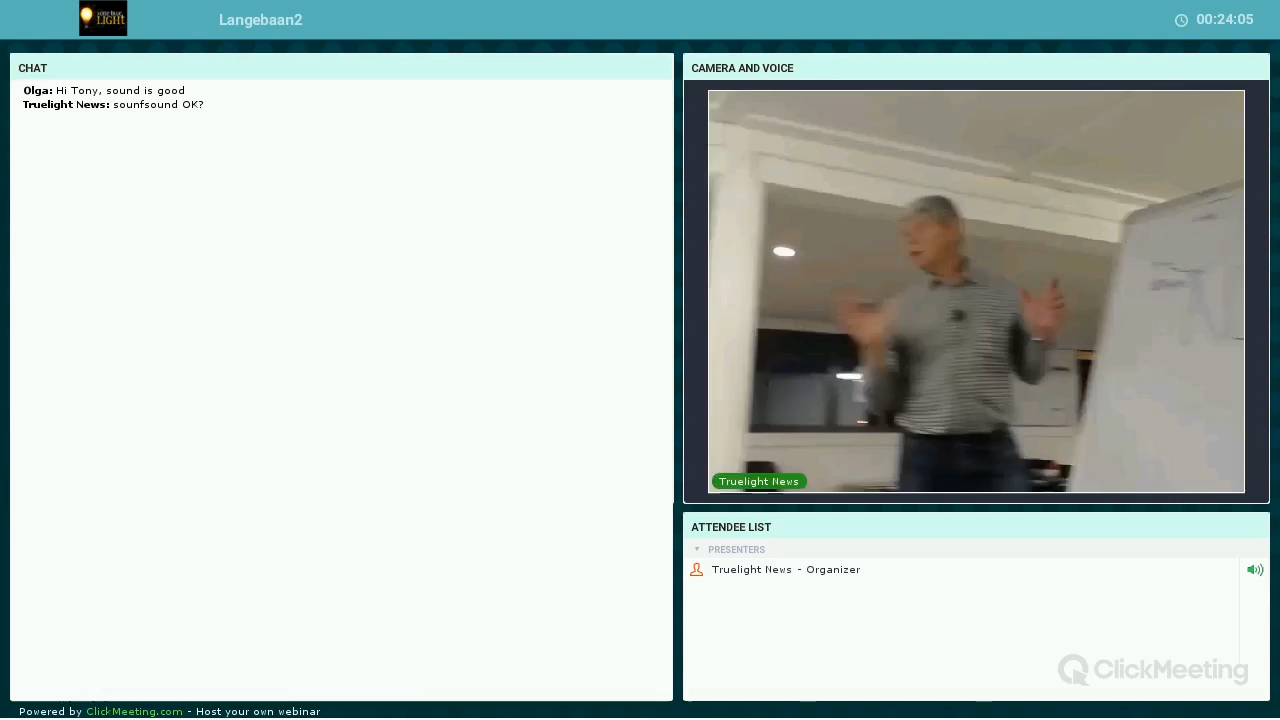 LIGHT
Langebaan2
00:24:05
CHAT
Olga: Hi Tony, sound is good
Truelight News: sounfsound OK?
CAMERA AND VOICE
Truelight News
ATTENDEE LIST
PRESENTERS
Truelight News - Organizer
ClickMeeting
Powered by ClickMeeting.com - Host your own webinar